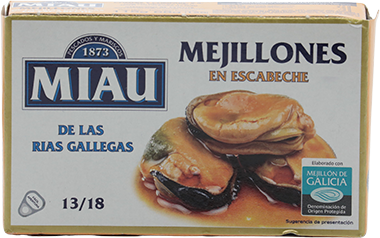 PESCADOS Y MARISCOS
1873
MIAU
MEJILLONES
EN ESCABECHE
DE LAS
RIAS GALLEGAS
13/18
Elaborado con
MEJILLÓN DE
GALICIA
Denominación de
Origen Protegida
Sugerencia de presentación